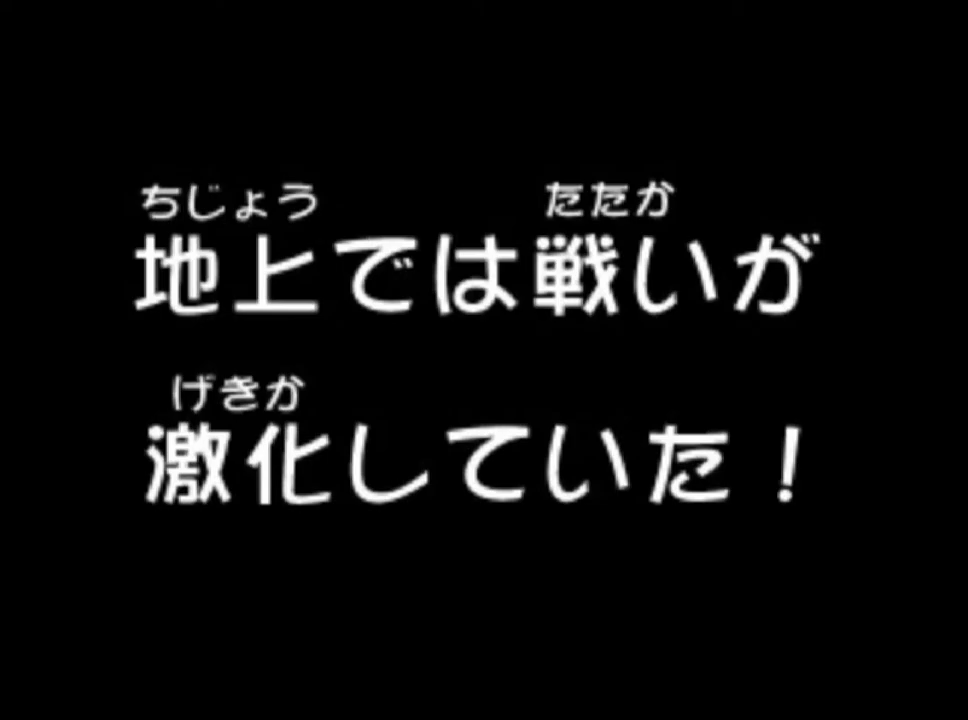 ちじょう たたか
地上では戦いが
げきか
激化していた！